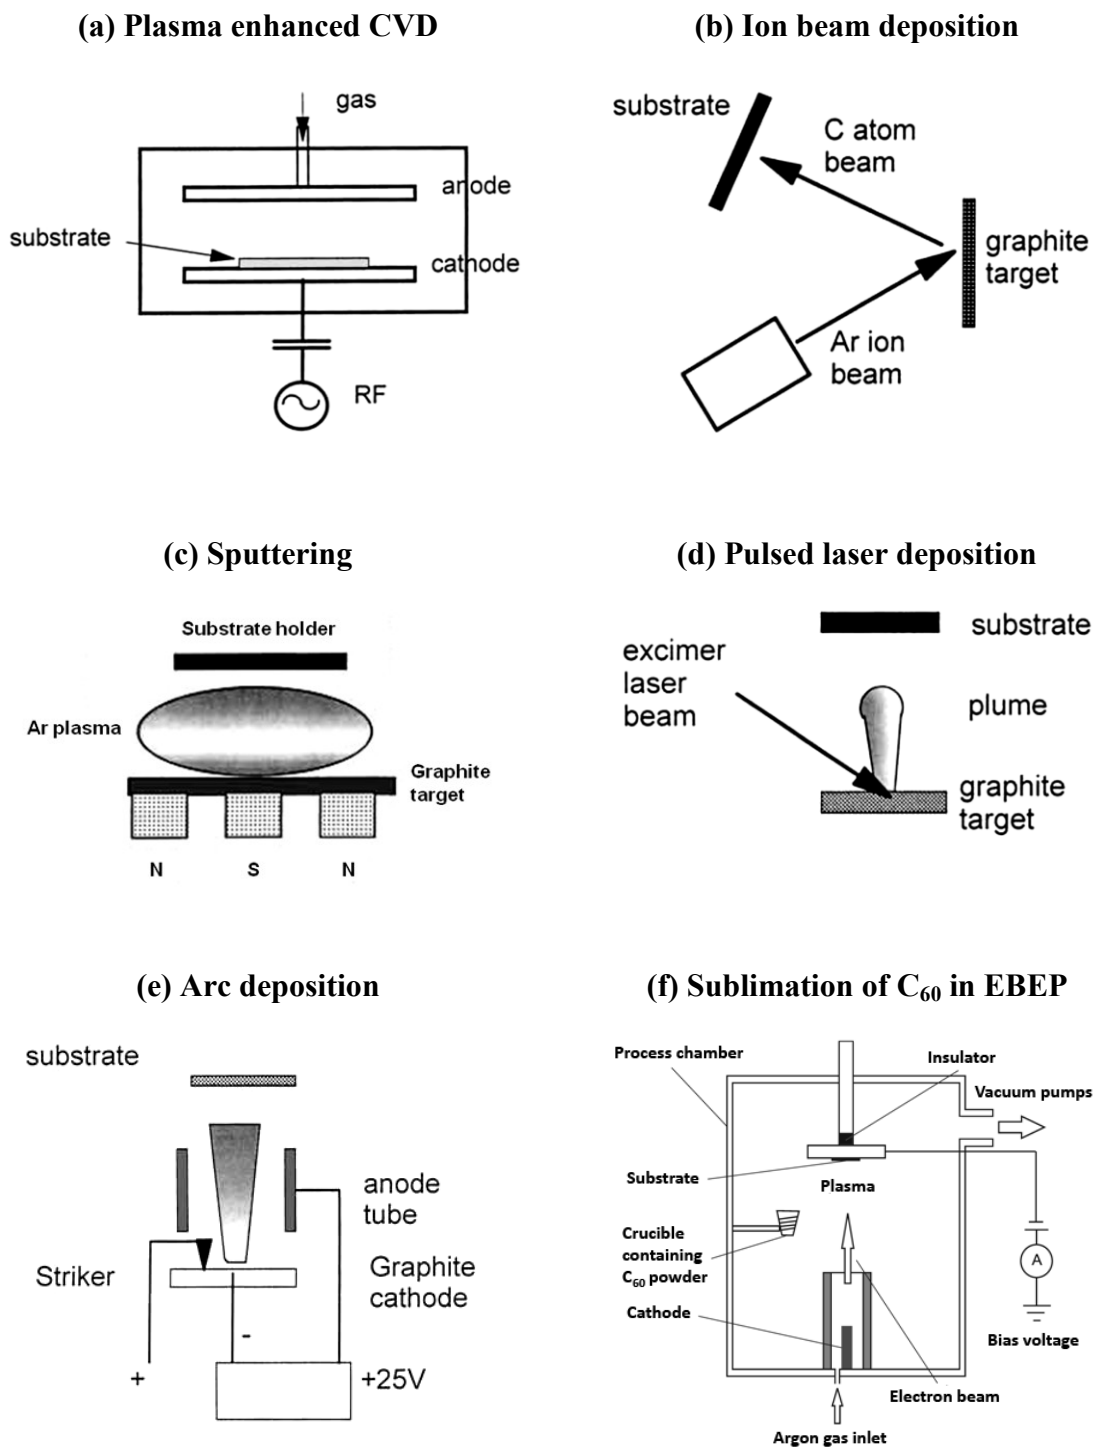 (a) Plasma enhanced CVD
gas
anode
substrate
cathode
RF
(b) Ion beam deposition
substrate
C atom
beam
graphite
target
Ar ion
beam
(c) Sputtering
Substrate holder
Ar plasma
Graphite
target
N S N
(d) Pulsed laser deposition
substrate
excimer
laser
beam
plume
graphite
target
(e) Arc deposition
substrate
anode
tube
Striker
Graphite
cathode
-
+
+25V
(f) Sublimation of C₆₀ in EBEP
Process chamber
Insulator
Vacuum pumps
Substrate
Plasma
Crucible
containing
C₆₀ powder
A
Cathode
Bias voltage
Electron beam
Argon gas inlet